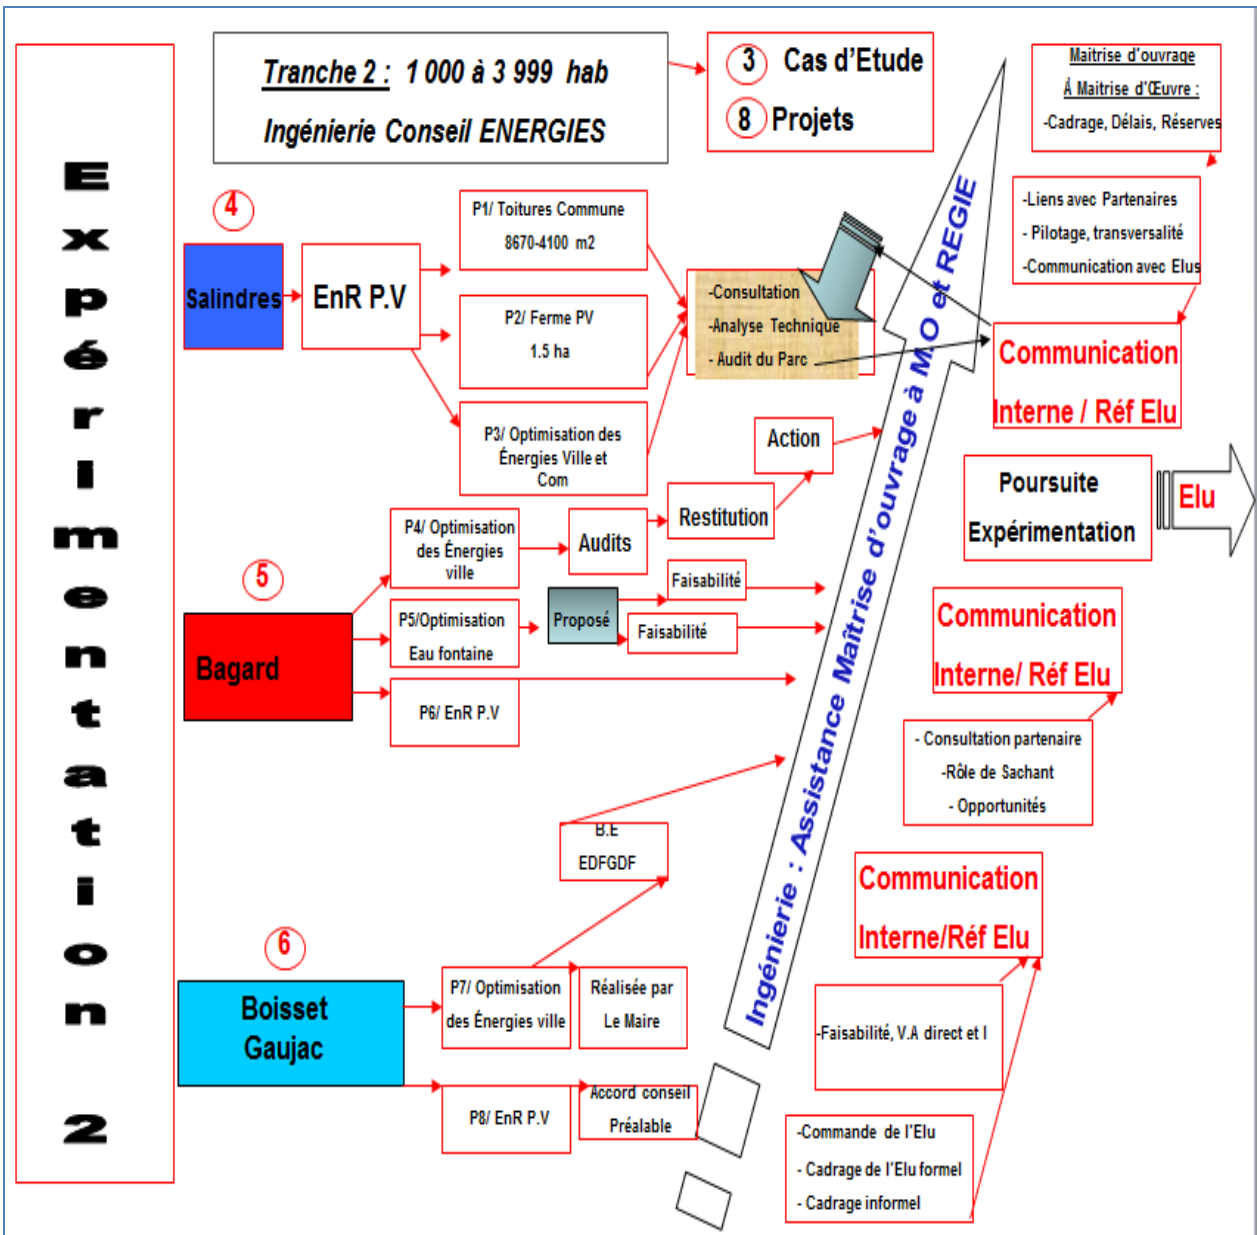 Expérimentation 2
Tranche 2 : 1 000 à 3 999 hab
Ingénierie Conseil ENERGIES
3 Cas d'Etude
8 Projets
Maitrise d'ouvrage
À Maitrise d'Œuvre :
-Cadrage, Délais, Réserves
-Liens avec Partenaires
- Pilotage, transversalité
-Communication avec Elus
4
Salindres
EnR P.V
P1/ Toitures Commune
8670-4100 m2
P2/ Ferme PV
1.5 ha
P3/ Optimisation des
Énergies Ville et
Com
-Consultation
-Analyse Technique
- Audit du Parc
Communication
Interne / Réf Elu
Poursuite
Expérimentation
Elu
5
Bagard
P4/ Optimisation
des Énergies
ville
Audits
Restitution
Action
P5/Optimisation
Eau fontaine
Proposé
Faisabilité
Faisabilité
P6/ EnR P.V
Communication
Interne/ Réf Elu
- Consultation partenaire
-Rôle de Sachant
- Opportunités
B.E
EDFGDF
6
Boisset
Gaujac
P7/ Optimisation
des Énergies ville
Réalisée par
Le Maire
P8/ EnR P.V
Accord conseil
Préalable
Ingénierie : Assistance Maîtrise d'ouvrage à M.O et REGIE
Communication
Interne/Réf Elu
-Faisabilité, V.A direct et I
-Commande de l'Elu
- Cadrage de l'Elu formel
- Cadrage informel